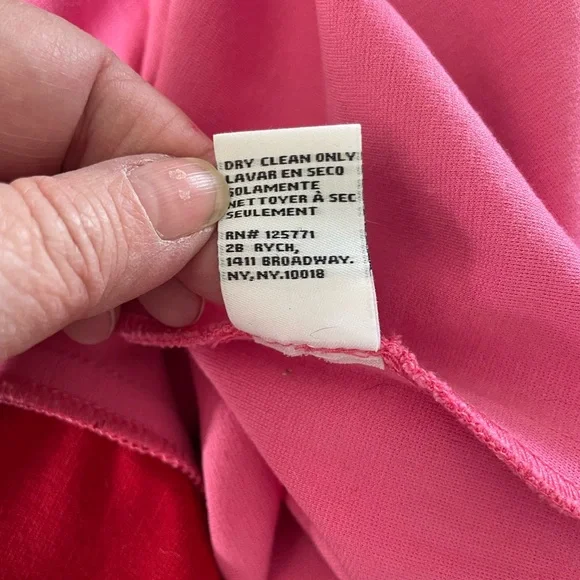 DRY CLEAN ONLY
LAVAR EN SECO
SOLAMENTE
NETTOYER À SEC
SEULEMENT
RN# 125771
2B RYCH,
1411 BROADWAY.
NY, NY.10018